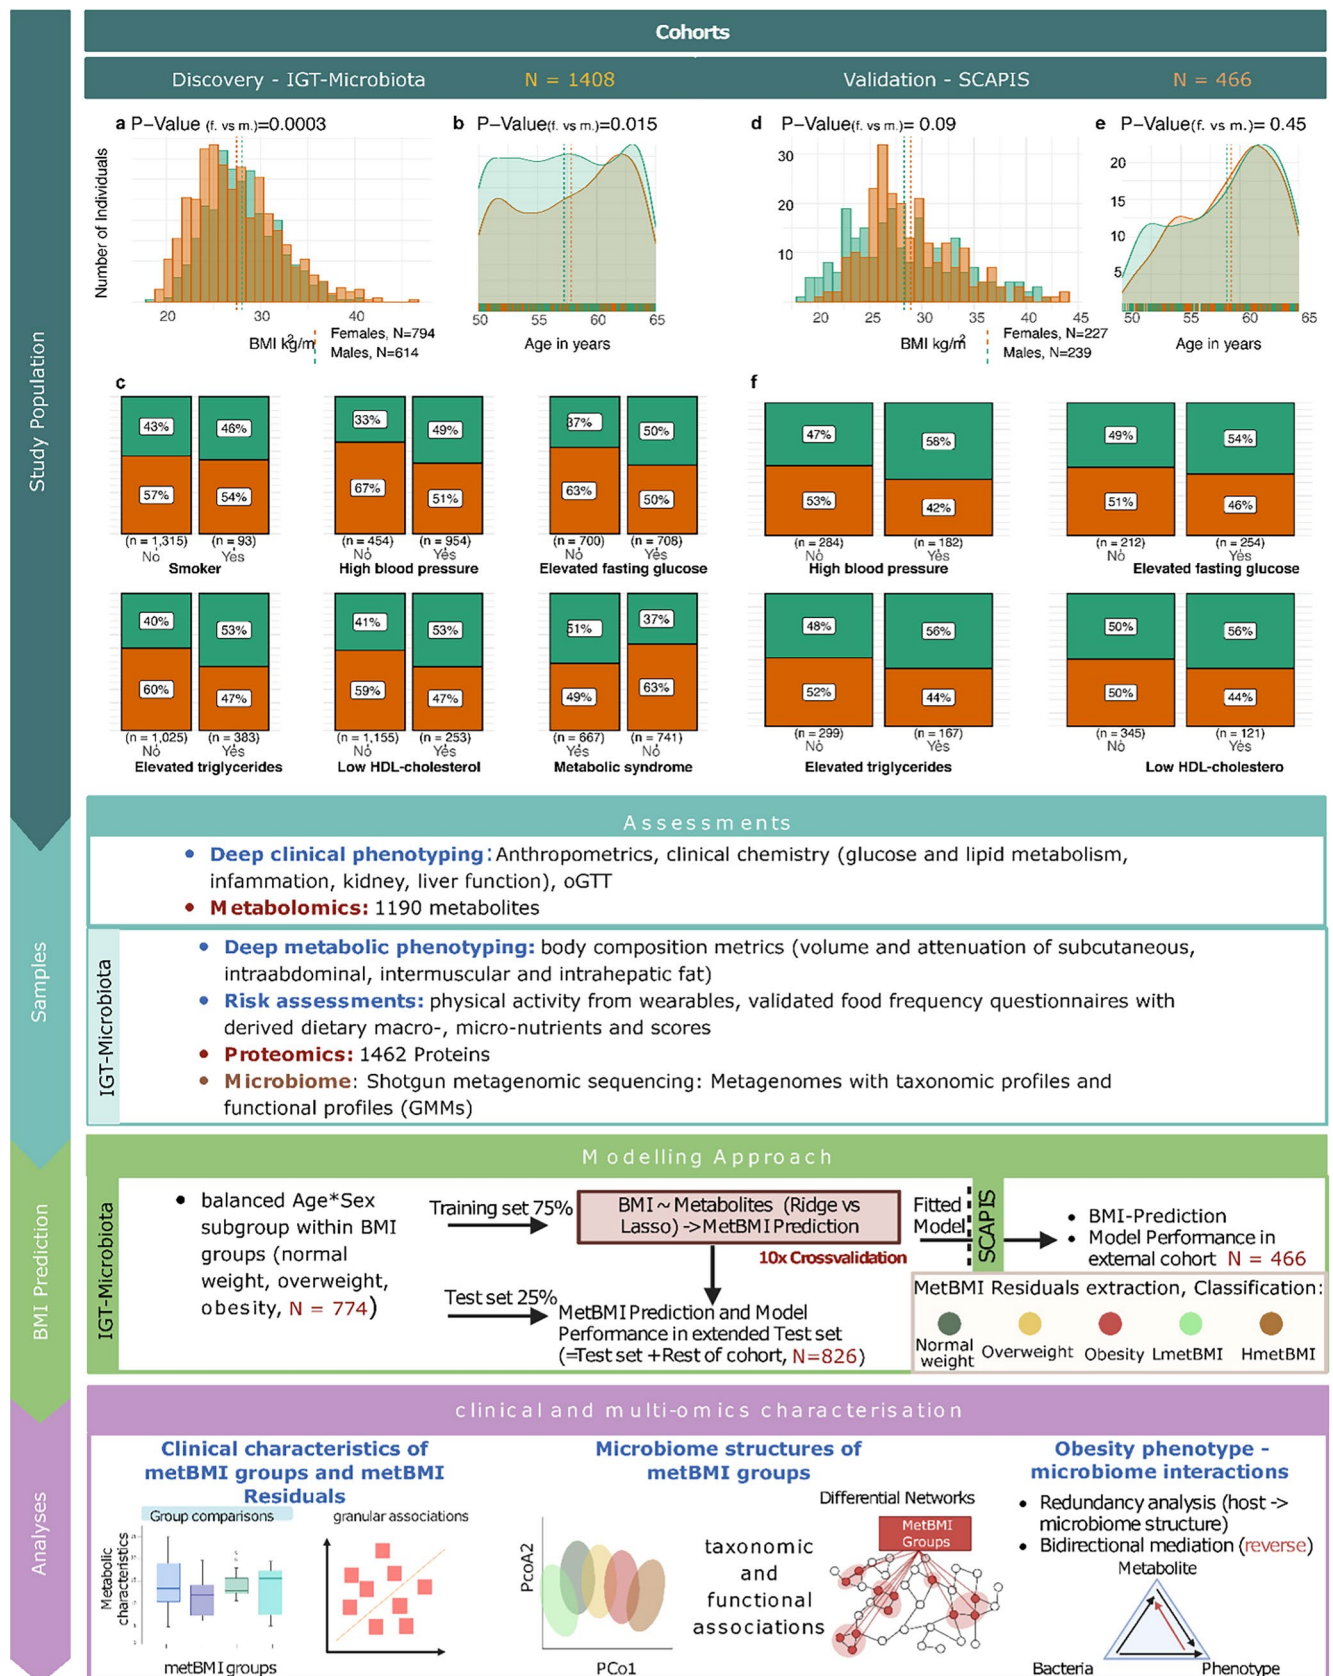 Cohorts
Discovery - IGT-Microbiota N = 1408 Validation - SCAPIS N = 466
Study Population
a P-Value (f. vs m.)=0.0003
Number of Individuals
20 30
BMI kg/m2
Females, N=794
Males, N=614
b P-Value(f. vs m.)=0.015
50 55 60 65
Age in years
d P-Value(f. vs m.)= 0.09
30
20
10
20 25 30 35 40 45
BMI kg/m2
Females, N=227
Males, N=239
e P-Value(f. vs m.)= 0.45
20
15
10
5
50 55 60 65
Age in years
c
43% 46%
57% 54%
(n = 1,315) (n = 93)
No Yes
Smoker
33% 49%
67% 51%
(n = 454) (n = 954)
No Yes
High blood pressure
37% 50%
63% 50%
(n = 700) (n = 708)
No Yes
Elevated fasting glucose
40% 53%
60% 47%
(n = 1,025) (n = 383)
No Yes
Elevated triglycerides
41% 53%
59% 47%
(n = 1,155) (n = 253)
No Yes
Low HDL-cholesterol
51% 37%
49% 63%
(n = 667) (n = 741)
Yes No
Metabolic syndrome
f
47% 58%
53% 42%
(n = 284) (n = 182)
No Yes
High blood pressure
49% 54%
51% 46%
(n = 212) (n = 254)
No Yes
Elevated fasting glucose
48% 56%
52% 44%
(n = 299) (n = 167)
No Yes
Elevated triglycerides
50% 56%
50% 44%
(n = 345) (n = 121)
No Yes
Low HDL-cholestero
Samples
Assessments
• Deep clinical phenotyping: Anthropometrics, clinical chemistry (glucose and lipid metabolism,
infammation, kidney, liver function), oGTT
• Metabolomics: 1190 metabolites
IGT-Microbiota
• Deep metabolic phenotyping: body composition metrics (volume and attenuation of subcutaneous,
intraabdominal, intermuscular and intrahepatic fat)
• Risk assessments: physical activity from wearables, validated food frequency questionnaires with
derived dietary macro-, micro-nutrients and scores
• Proteomics: 1462 Proteins
• Microbiome: Shotgun metagenomic sequencing: Metagenomes with taxonomic profiles and
functional profiles (GMMs)
BMI Prediction
Modelling Approach
IGT-Microbiota
• balanced Age*Sex
subgroup within BMI
groups (normal
weight, overweight,
obesity, N = 774)
Training set 75%
BMI ~ Metabolites (Ridge vs
Lasso) ->MetBMI Prediction
10x Crossvalidation
Test set 25%
MetBMI Prediction and Model
Performance in extended Test set
(=Test set +Rest of cohort, N=826)
Fitted
Model
SCAPIS
• BMI-Prediction
• Model Performance in
external cohort N = 466
MetBMI Residuals extraction, Classification:
Normal
weight
Overweight
Obesity
LmetBMI
HmetBMI
Analyses
clinical and multi-omics characterisation
Clinical characteristics of
metBMI groups and metBMI
Residuals
Group comparisons
Metabolic
characteristics
metBMI groups
granular associations
Microbiome structures of
metBMI groups
PcoA2
PCo1
taxonomic
and
functional
associations
Differential Networks
MetBMI
Groups
Obesity phenotype -
microbiome interactions
• Redundancy analysis (host ->
microbiome structure)
• Bidirectional mediation (reverse)
Metabolite
Bacteria Phenotype